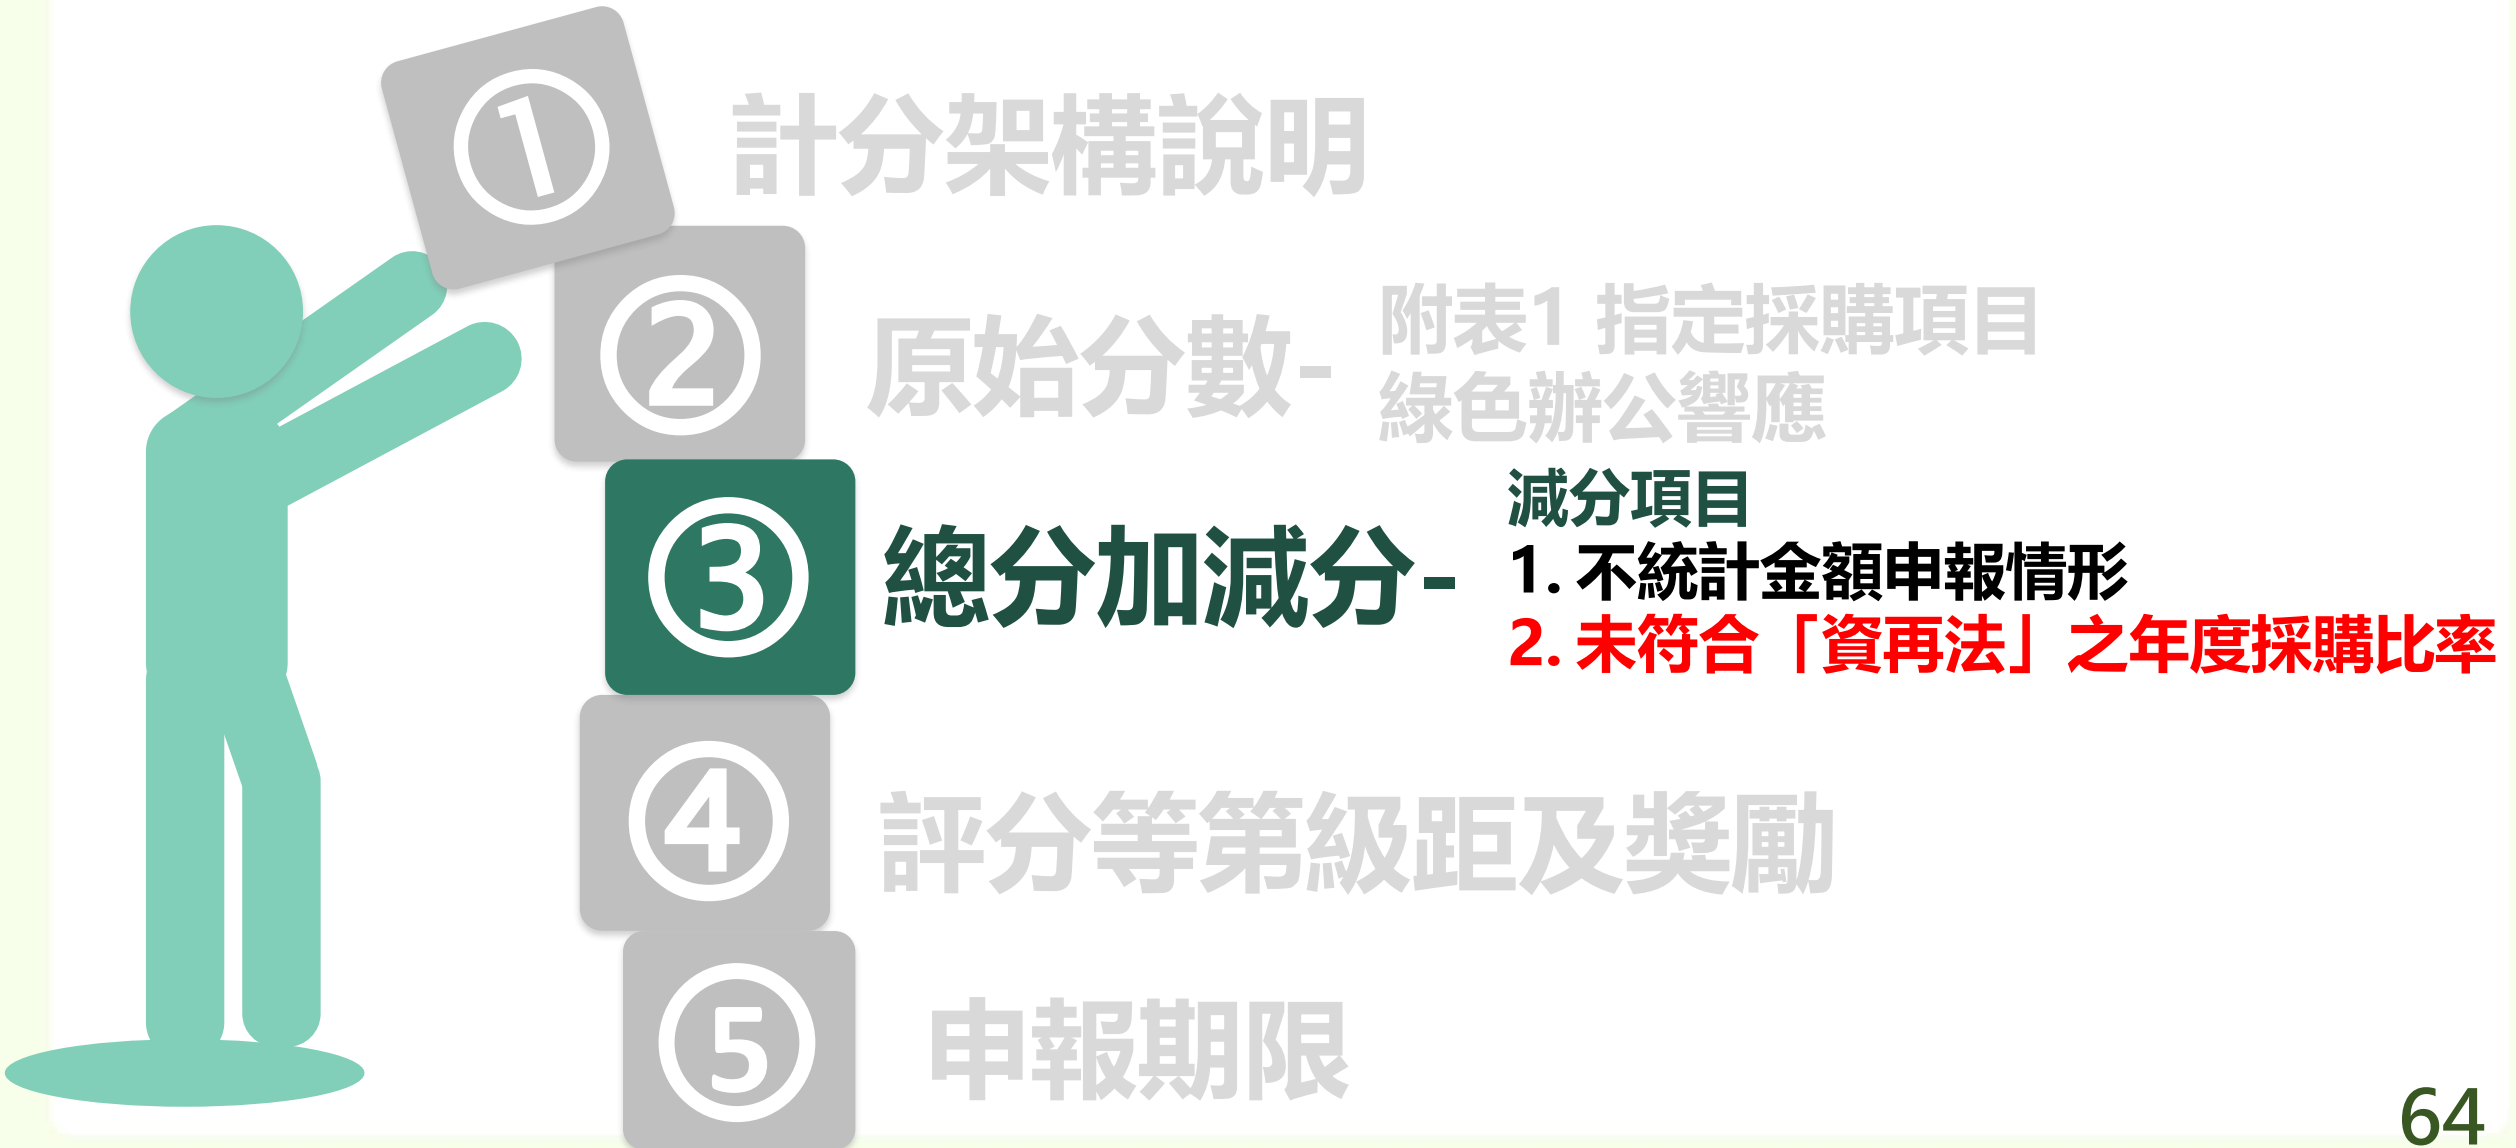 ① 計分架構說明
② 原始分數-
附表1 指定採購項目
綠色辦公響應
③ 總分加減分-
減分項目
1. 不統計金額申報情形
2. 未符合「資再法」之年度採購比率
④ 評分等第級距及獎勵
⑤ 申報期限
64